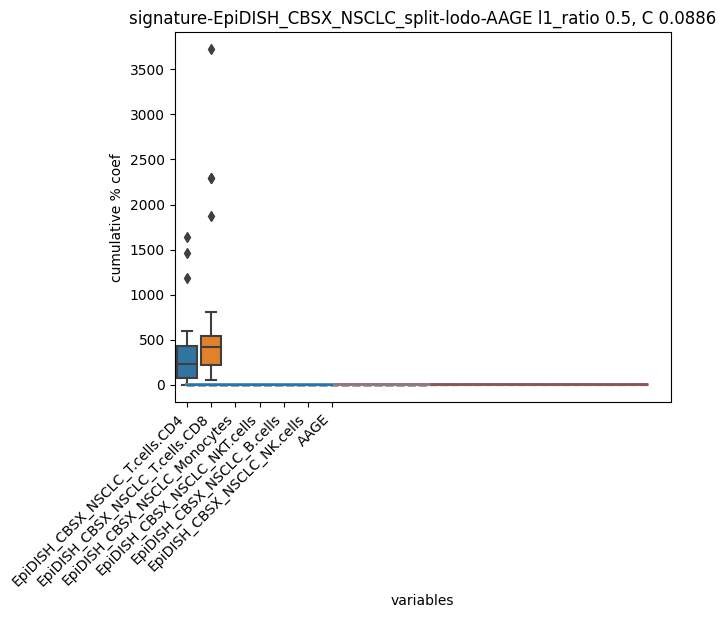 signature-EpiDISH_CBSX_NSCLC_split-lodo-AAGE l1_ratio 0.5, C 0.0886
cumulative % coef
3500
3000
2500
2000
1500
1000
500
0
EpiDISH_CBSX_NSCLC_T.cells.CD4
EpiDISH_CBSX_NSCLC_T.cells.CD8
EpiDISH_CBSX_NSCLC_Monocytes
EpiDISH_CBSX_NSCLC_NKT.cells
EpiDISH_CBSX_NSCLC_B.cells
EpiDISH_CBSX_NSCLC_NK.cells
AAGE
variables